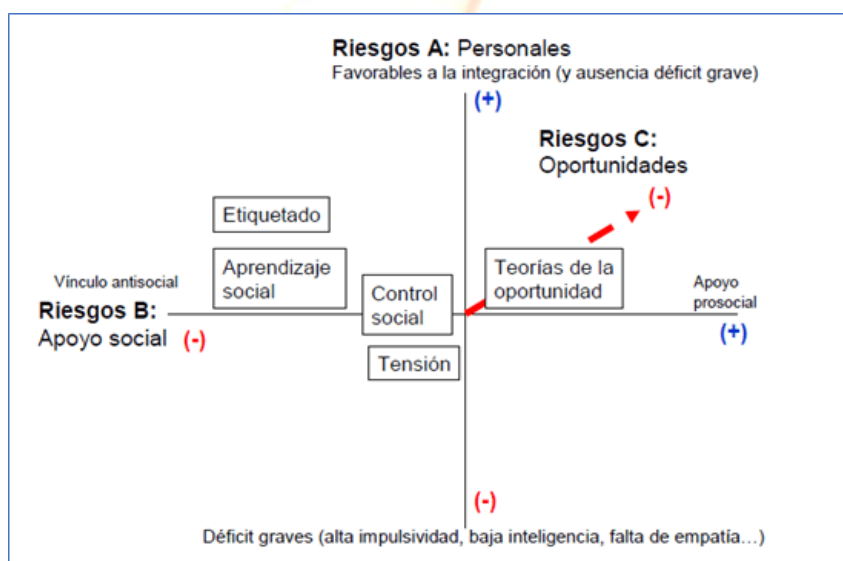 Riesgos A: Personales
Favorables a la integración (y ausencia déficit grave)
(+)
Riesgos C:
Oportunidades
(-)
Etiquetado
Aprendizaje
social
Teorías de la
oportunidad
Control
social
Vínculo antisocial
Riesgos B:
Apoyo social (-)
Apoyo
prosocial
(+)
Tensión
(-)
Déficit graves (alta impulsividad, baja inteligencia, falta de empatía…)